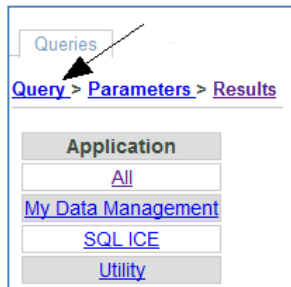 Queries
Query > Parameters > Results
Application
All
My Data Management
SQL ICE
Utility